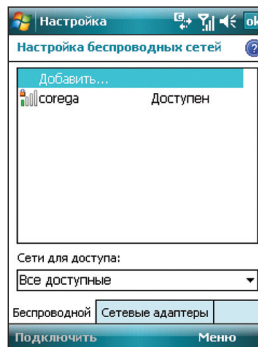 Настройка
ok
Настройка беспроводных сетей
?
Добавить...
corega Доступен
Сети для доступа:
Все доступные
Беспроводной Сетевые адаптеры
Подключить Меню